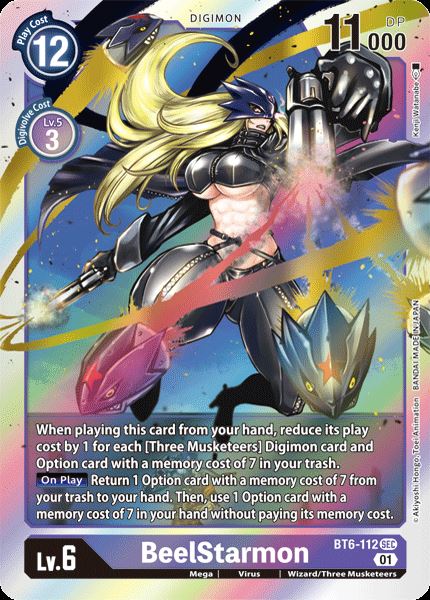 Play Cost
12
DIGIMON
11000
DP
Digivolve Cost
Lv.5
3
Kenji Watanabe
©Akiyoshi Hongo, Toei Animation BANDAI MADE IN JAPAN
When playing this card from your hand, reduce its play
cost by 1 for each [Three Musketeers] Digimon card and
Option card with a memory cost of 7 in your trash.
On Play Return 1 Option card with a memory cost of 7 from
your trash to your hand. Then, use 1 Option card with a
memory cost of 7 in your hand without paying its memory cost.
BT6-112 SEC
Lv.6
BeelStarmon
01
Mega | Virus | Wizard/Three Musketeers